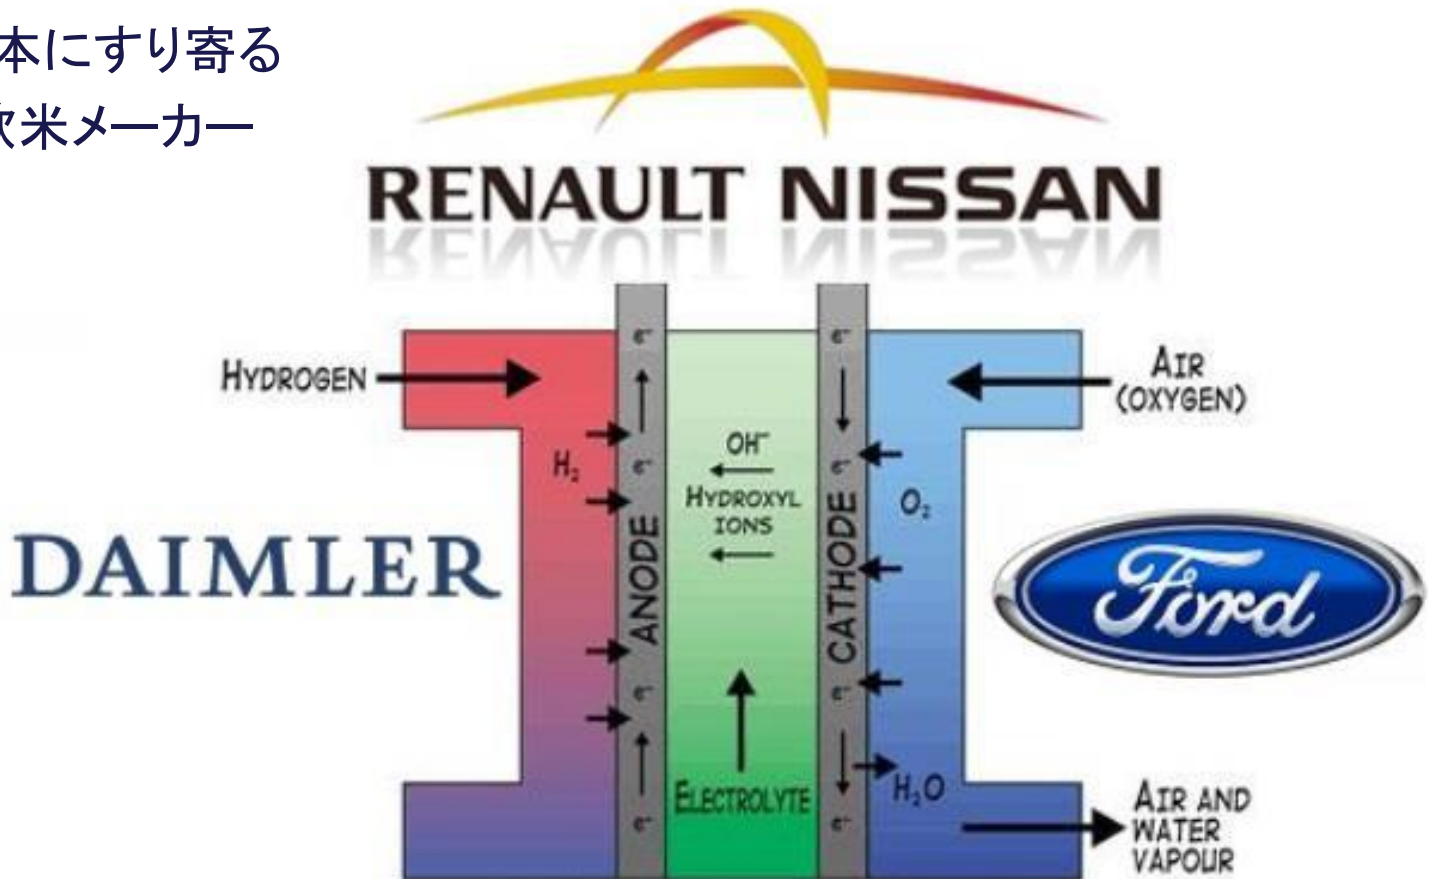 本にすり寄る
欧米メーカー
RENAULT NISSAN
HYDROGEN
AIR
(OXYGEN)
e⁻
e⁻
H₂
OH⁻
e⁻
e⁻
HYDROXYL
IONS
O₂
DAIMLER
ANODE
CATHODE
Ford
e⁻
e⁻
ELECTROLYTE
H₂O
e⁻
e⁻
AIR AND
WATER
VAPOUR